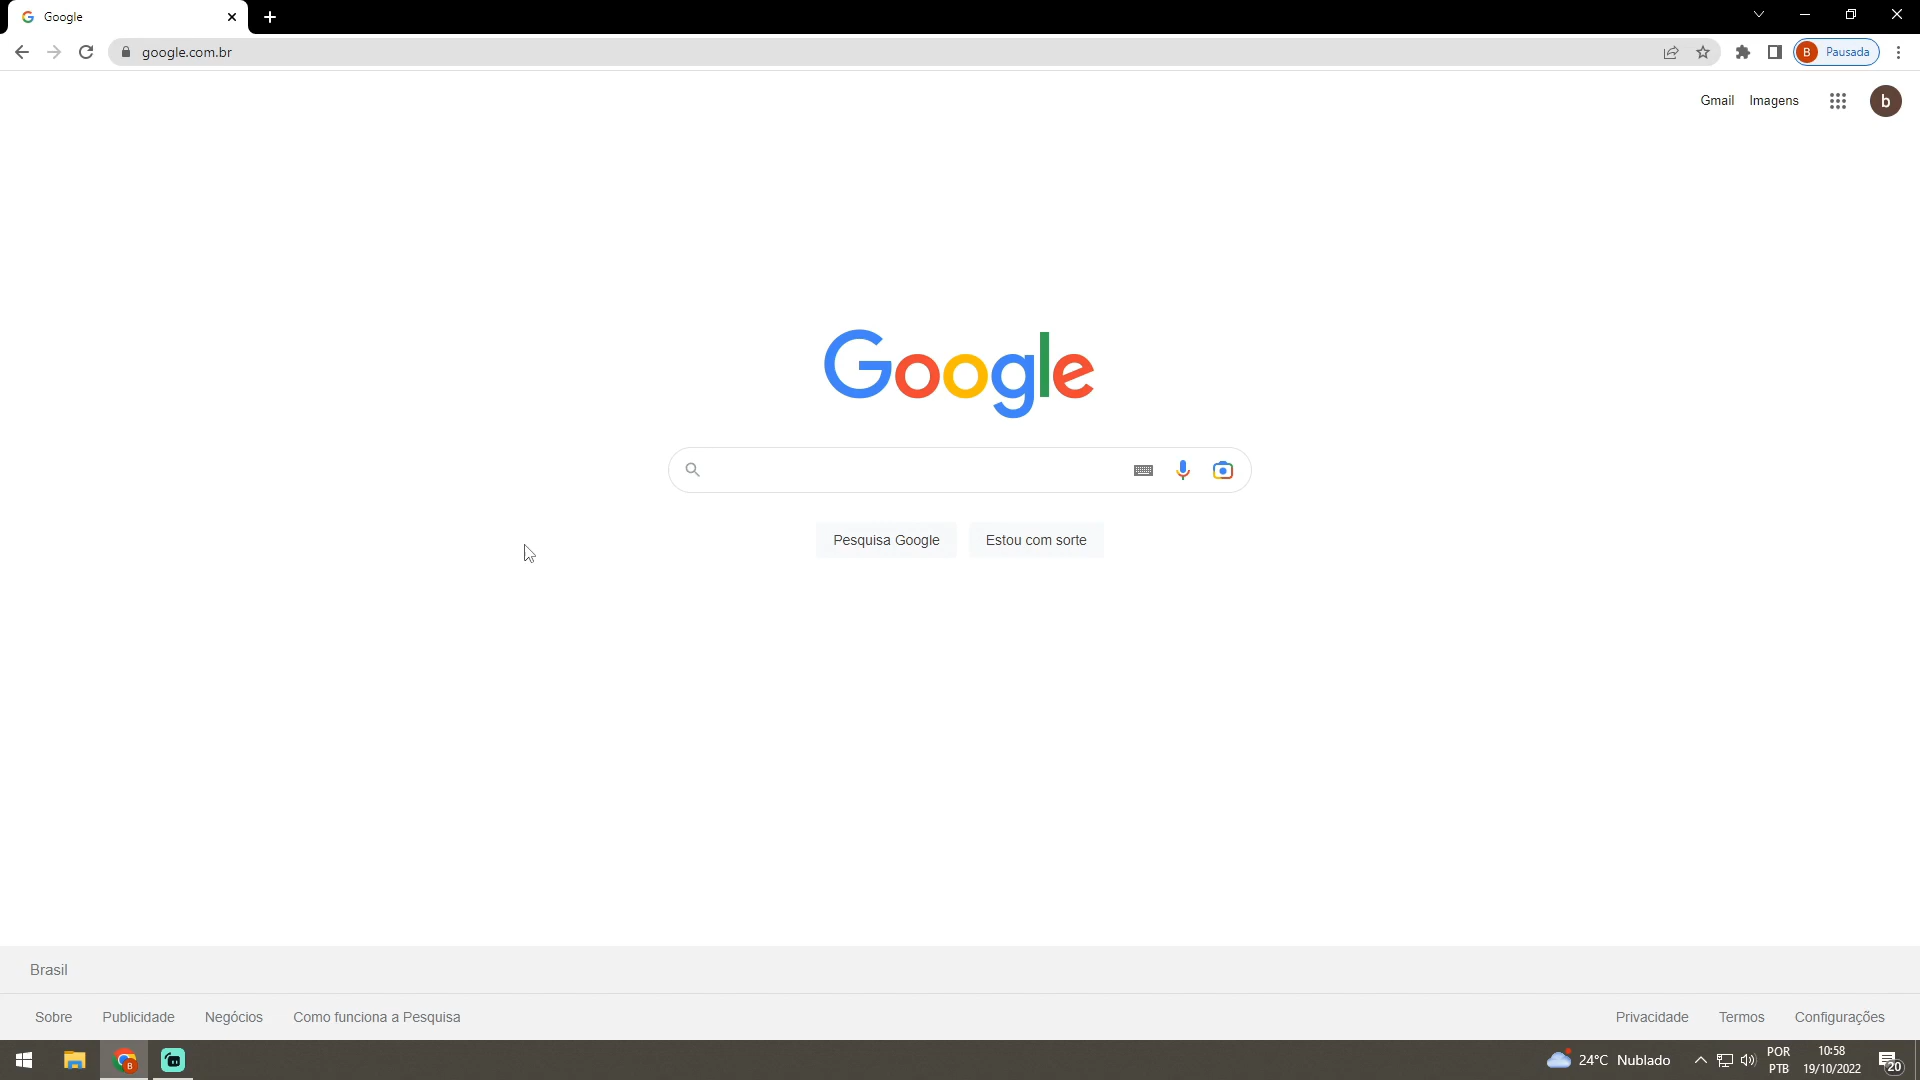 Google
google.com.br
B Pausada
Gmail Imagens b
Google
Pesquisa Google Estou com sorte
Brasil
Sobre Publicidade Negócios Como funciona a Pesquisa Privacidade Termos Configurações
B 24°C Nublado
POR 10:58
PTB 19/10/2022
20